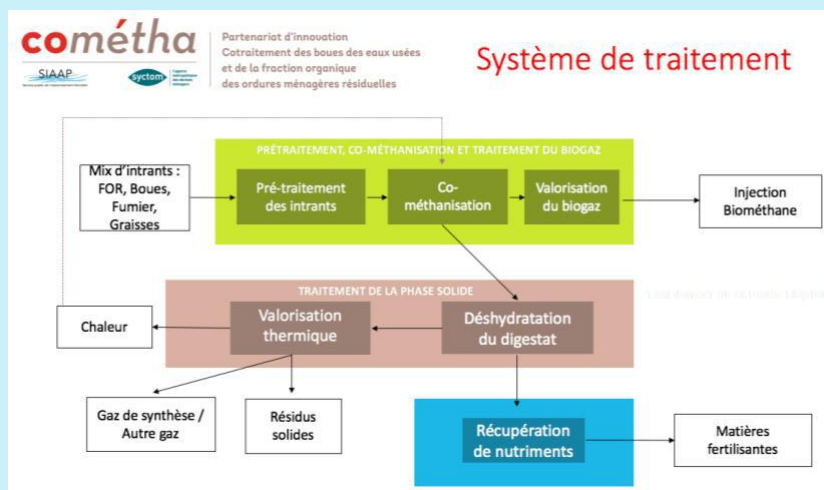 cométha
Partenariat d'innovation
Cotraitement des boues des eaux usées
et de la fraction organique
des ordures ménagères résiduelles
SIAAP
syctom
Système de traitement
PRÉTRAITEMENT, CO-MÉTHANISATION ET TRAITEMENT DU BIOGAZ
Mix d'intrants :
FOR, Boues,
Fumier,
Graisses
Pré-traitement
des intrants
Co-
méthanisation
Valorisation
du biogaz
Injection
Biométhane
TRAITEMENT DE LA PHASE SOLIDE
Chaleur
Valorisation
thermique
Déshydratation
du digestat
Gaz de synthèse /
Autre gaz
Résidus
solides
Récupération
de nutriments
Matières
fertilisantes